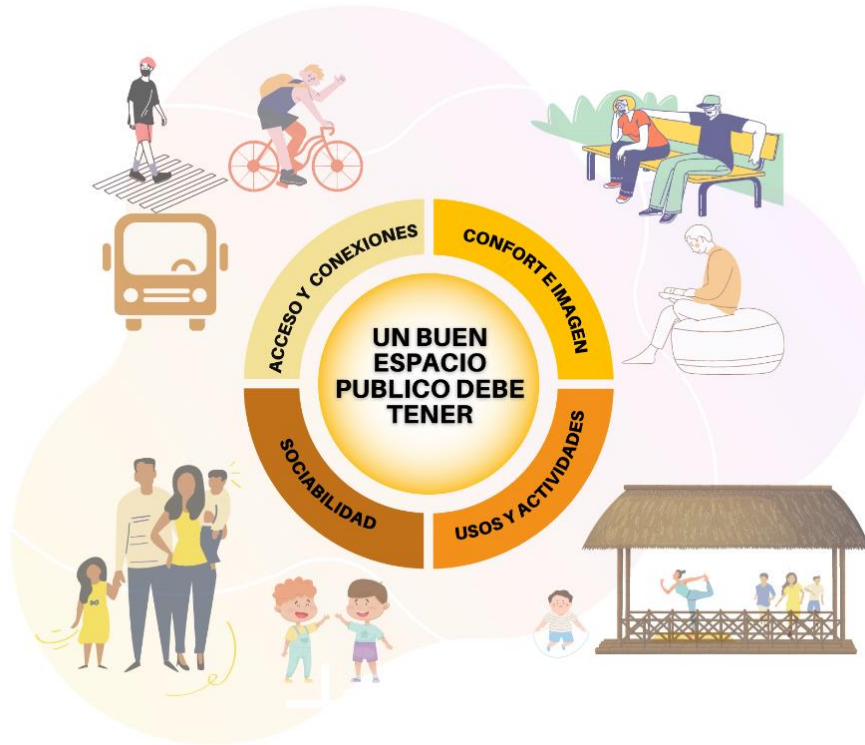 ACCESO Y CONEXIONES
CONFORT E IMAGEN
UN BUEN
ESPACIO
PUBLICO DEBE
TENER
SOCIABILIDAD
USOS Y ACTIVIDADES